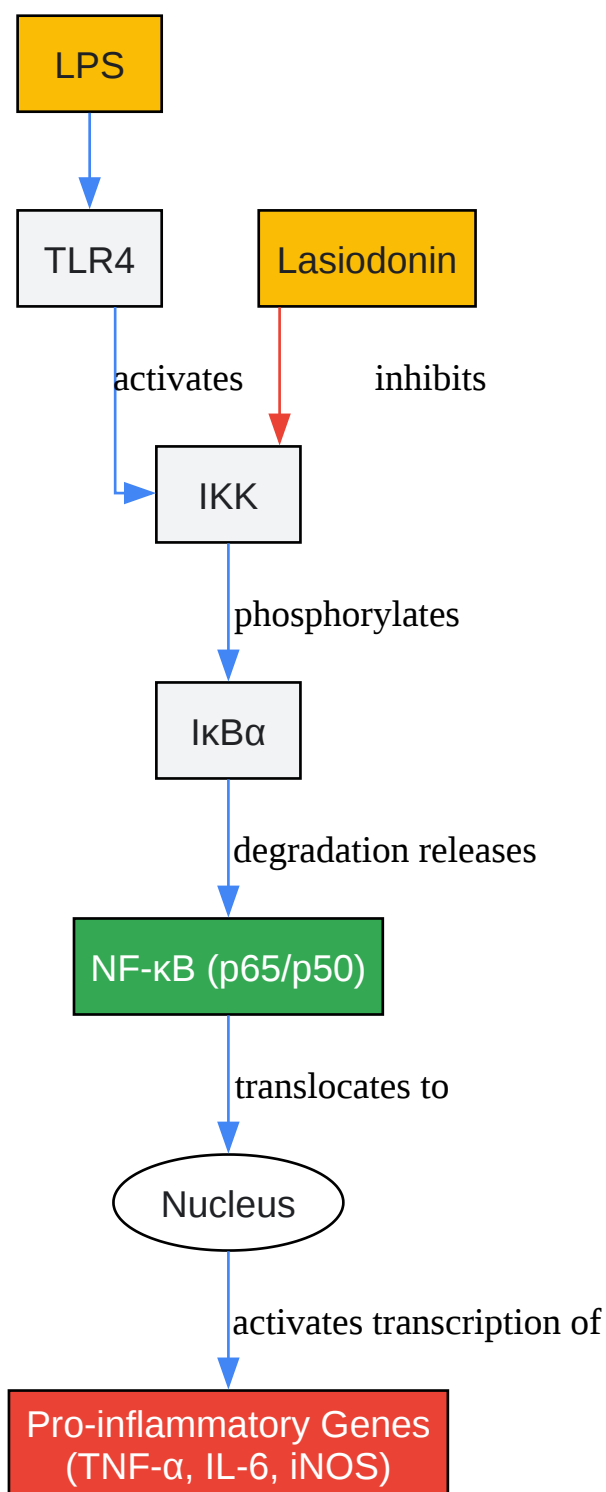 LPS
TLR4
Lasiodonin
activates
inhibits
IKK
phosphorylates
IκBα
degradation releases
NF-κB (p65/p50)
translocates to
Nucleus
activates transcription of
Pro-inflammatory Genes
(TNF-α, IL-6, iNOS)